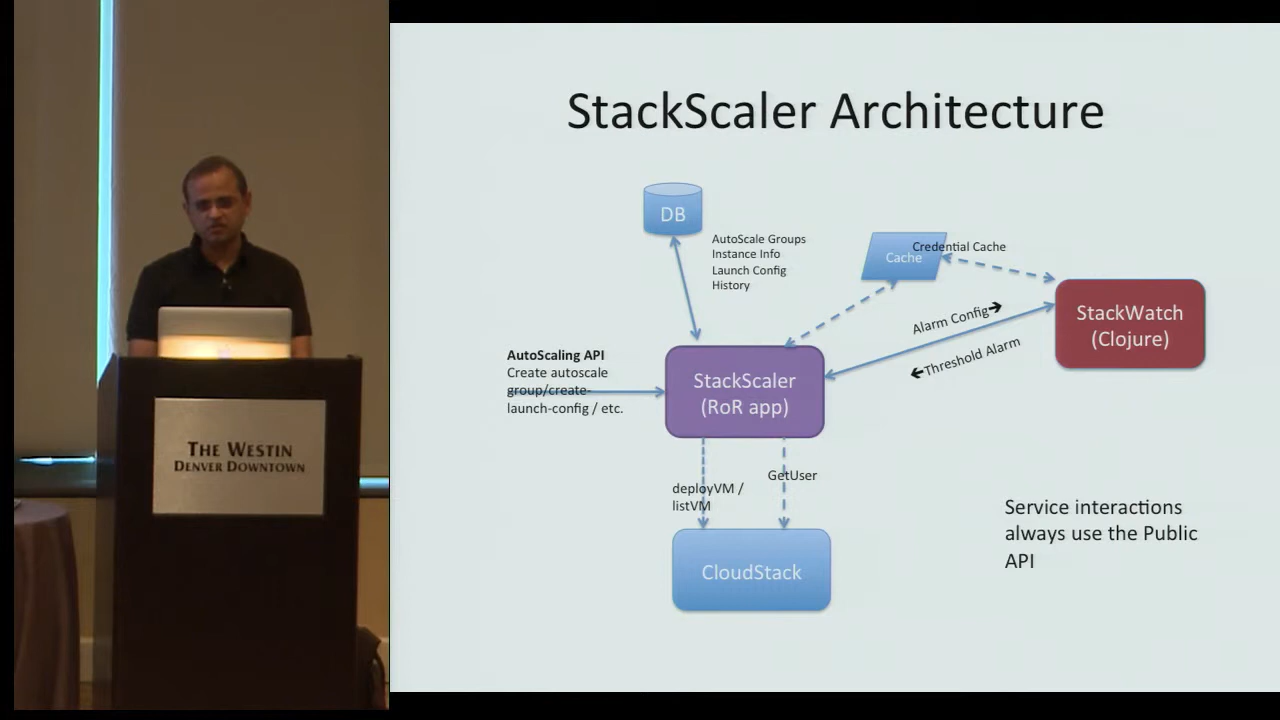 StackScaler Architecture
DB
AutoScale Groups
Instance Info
Launch Config
History
Cache
Credential Cache
StackWatch
(Clojure)
Alarm Config→
←Threshold Alarm
AutoScaling API
Create autoscale
group/create-
launch-config / etc.
StackScaler
(RoR app)
deployVM /
listVM
GetUser
CloudStack
Service interactions
always use the Public
API
THE WESTIN
DENVER DOWNTOWN